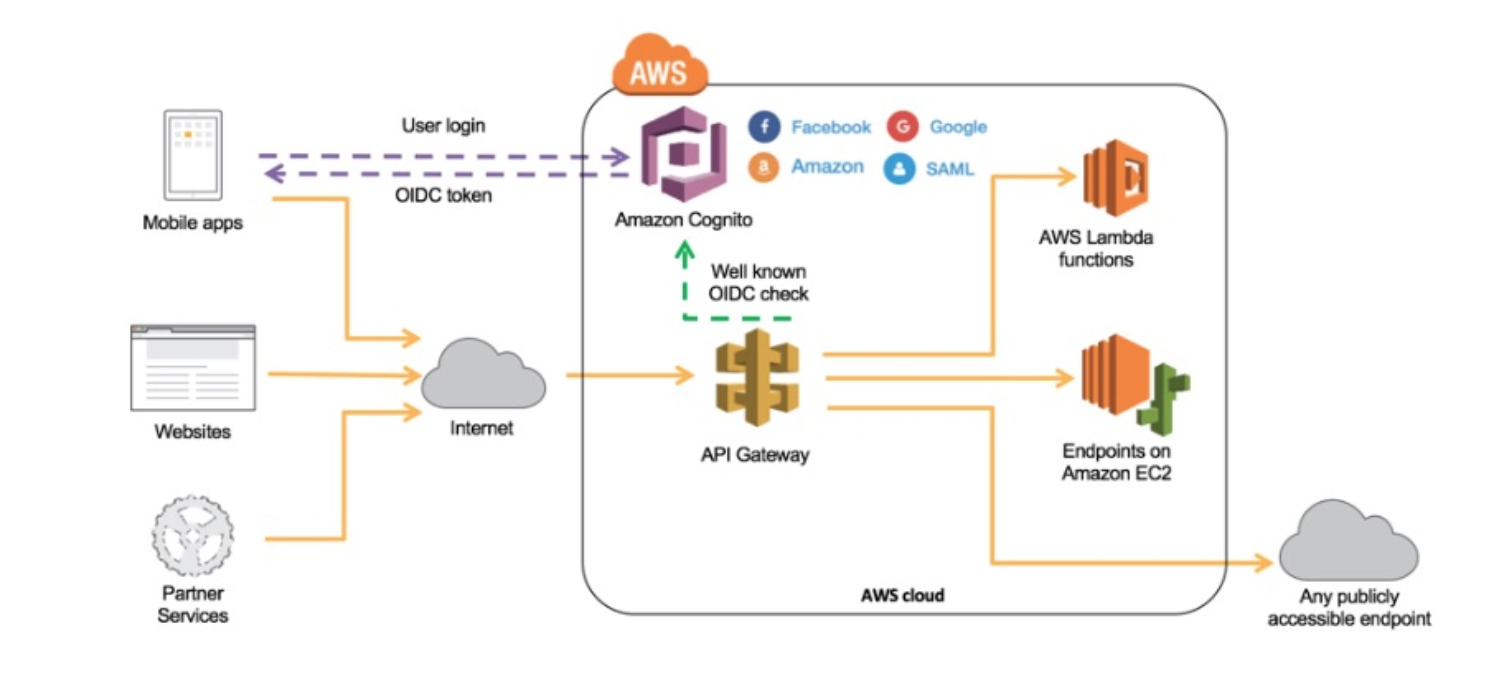 AWS
User login
OIDC token
Mobile apps
f Facebook
G Google
a Amazon
SAML
Amazon Cognito
Well known
OIDC check
AWS Lambda
functions
Websites
Internet
API Gateway
Endpoints on
Amazon EC2
Partner
Services
AWS cloud
Any publicly
accessible endpoint